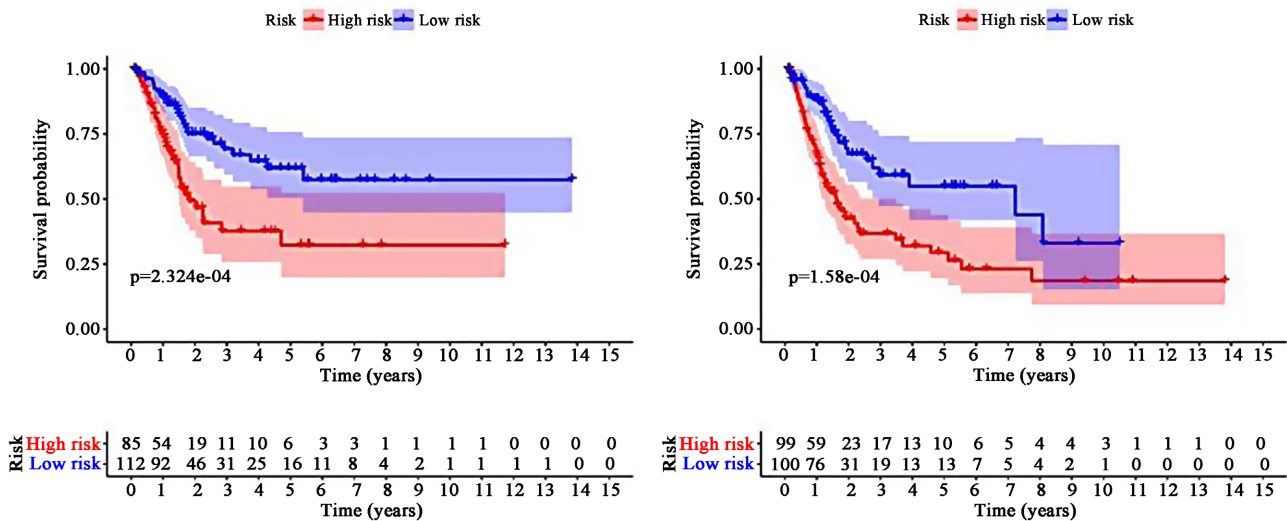 Risk High risk Low risk
Survival probability
1.00
0.75
0.50
0.25
0.00
p=2.324e-04
0 1 2 3 4 5 6 7 8 9 10 11 12 13 14 15
Time (years)
Risk
High risk 85 54 19 11 10 6 3 3 1 1 1 1 0 0 0 0
Low risk 112 92 46 31 25 16 11 8 4 2 1 1 1 1 0 0
0 1 2 3 4 5 6 7 8 9 10 11 12 13 14 15
Time (years)
Risk High risk Low risk
Survival probability
1.00
0.75
0.50
0.25
0.00
p=1.58e-04
0 1 2 3 4 5 6 7 8 9 10 11 12 13 14 15
Time (years)
Risk
High risk 99 59 23 17 13 10 6 5 4 4 3 1 1 1 0 0
Low risk 100 76 31 19 13 13 7 5 4 2 1 0 0 0 0 0
0 1 2 3 4 5 6 7 8 9 10 11 12 13 14 15
Time (years)